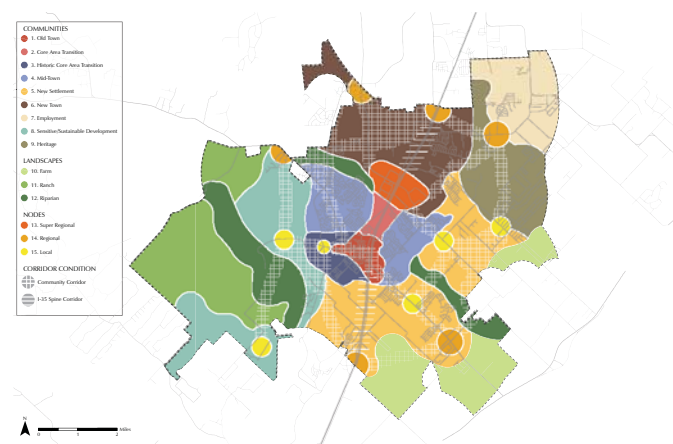 COMMUNITIES
1. Old Town
2. Core Area Transition
3. Historic Core Area Transition
4. Mid-Town
5. New Settlement
6. New Town
7. Employment
8. Sensitive/Sustainable Development
9. Heritage
LANDSCAPES
10. Farm
11. Ranch
12. Riparian
NODES
13. Super Regional
14. Regional
15. Local
CORRIDOR CONDITION
Community Corridor
I-35 Spine Corridor
N
0 1 2 Miles